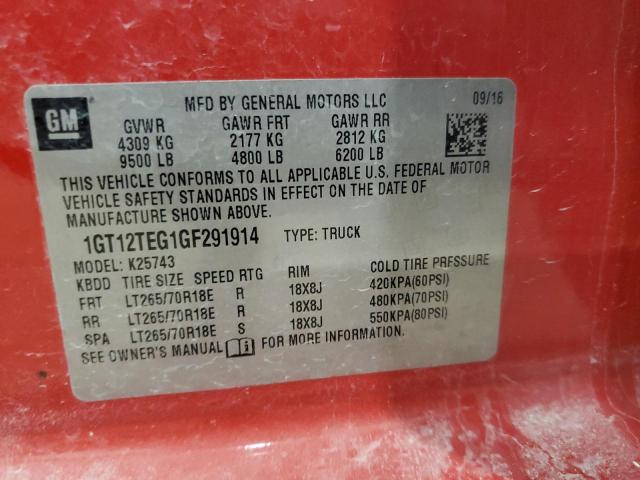 GM
MFD BY GENERAL MOTORS LLC 09/16
GVWR GAWR FRT GAWR RR
4309 KG 2177 KG 2812 KG
9500 LB 4800 LB 6200 LB
THIS VEHICLE CONFORMS TO ALL APPLICABLE U.S. FEDERAL MOTOR
VEHICLE SAFETY STANDARDS IN EFFECT ON THE DATE OF
MANUFACTURE SHOWN ABOVE.
1GT12TEG1GF291914 TYPE: TRUCK
MODEL: K25743
KBDD TIRE SIZE SPEED RTG RIM COLD TIRE PRESSURE
FRT LT265/70R18E R 18X8J 420KPA(60PSI)
RR LT265/70R18E R 18X8J 480KPA(70PSI)
SPA LT265/70R18E S 18X8J 550KPA(80PSI)
SEE OWNER'S MANUAL i FOR MORE INFORMATION.